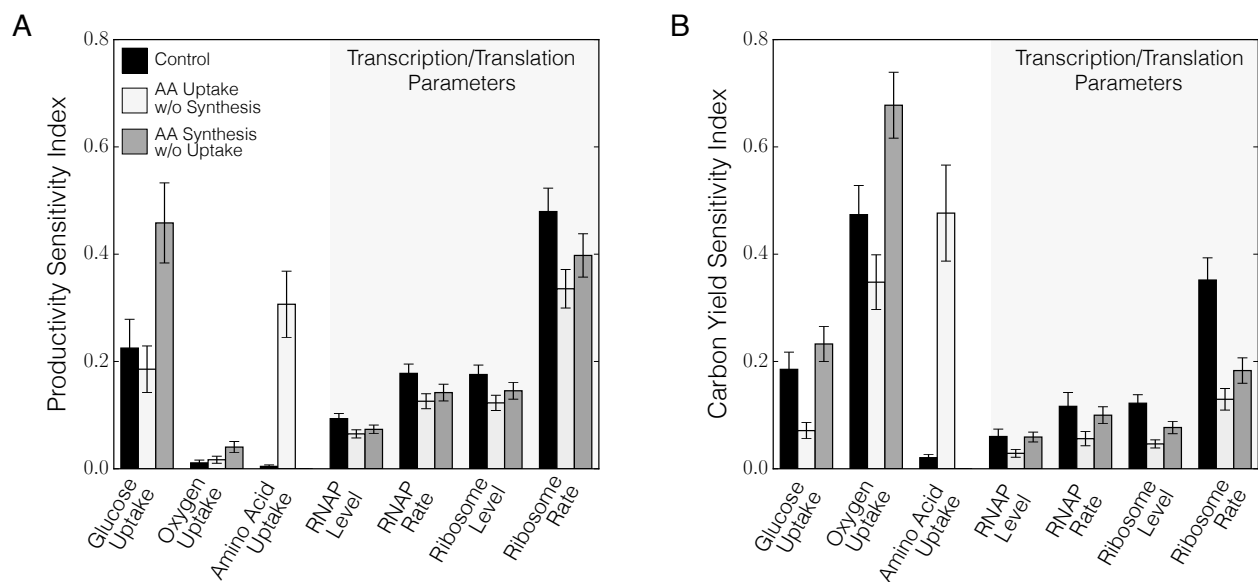 A
Productivity Sensitivity Index
0.8
0.6
0.4
0.2
0.0
Control
AA Uptake
w/o Synthesis
AA Synthesis
w/o Uptake
Transcription/Translation
Parameters
Glucose
Uptake
Oxygen
Uptake
Amino Acid
Uptake
RNAP
Level
RNAP
Rate
Ribosome
Level
Ribosome
Rate
B
Carbon Yield Sensitivity Index
0.8
0.6
0.4
0.2
0.0
Transcription/Translation
Parameters
Glucose
Uptake
Oxygen
Uptake
Amino Acid
Uptake
RNAP
Level
RNAP
Rate
Ribosome
Level
Ribosome
Rate